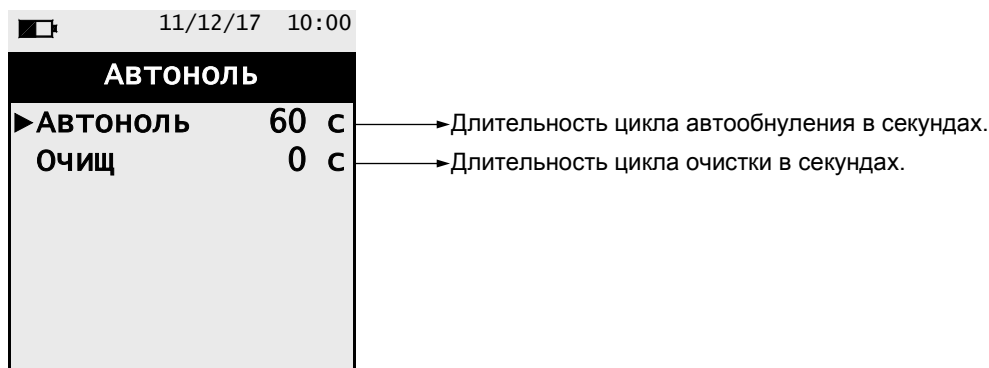 11/12/17 10:00
Автоноль
►Автоноль 60 с
Длительность цикла автообнуления в секундах.
Очищ 0 с
Длительность цикла очистки в секундах.